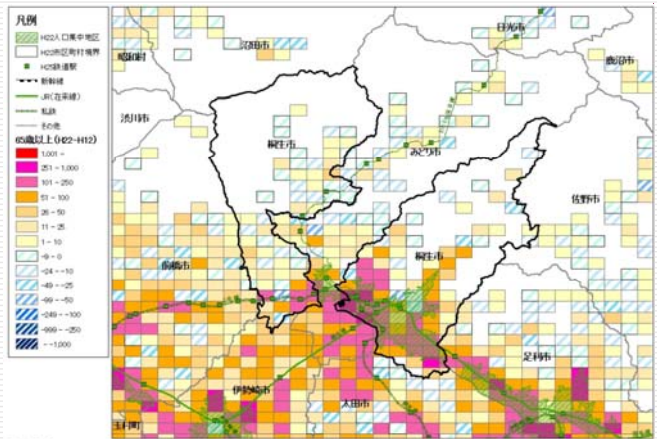 凡例
H22人口集中地区
H22市区町村境界
H25鉄道駅
新幹線
JR(在来線)
私鉄
その他
65歳以上(H22-H12)
1,001 -
251 - 1,000
101 - 250
51 - 100
26 - 50
11 - 25
1 - 10
-9 - 0
-24 - -10
-49 - -25
-99 - -50
-249 - -100
-999 - -250
- -1,000
昭和村
沼田市
日光市
鹿沼市
渋川市
桐生市
みどり市
佐野市
前橋市
桐生市
足利市
伊勢崎市
太田市
玉村町